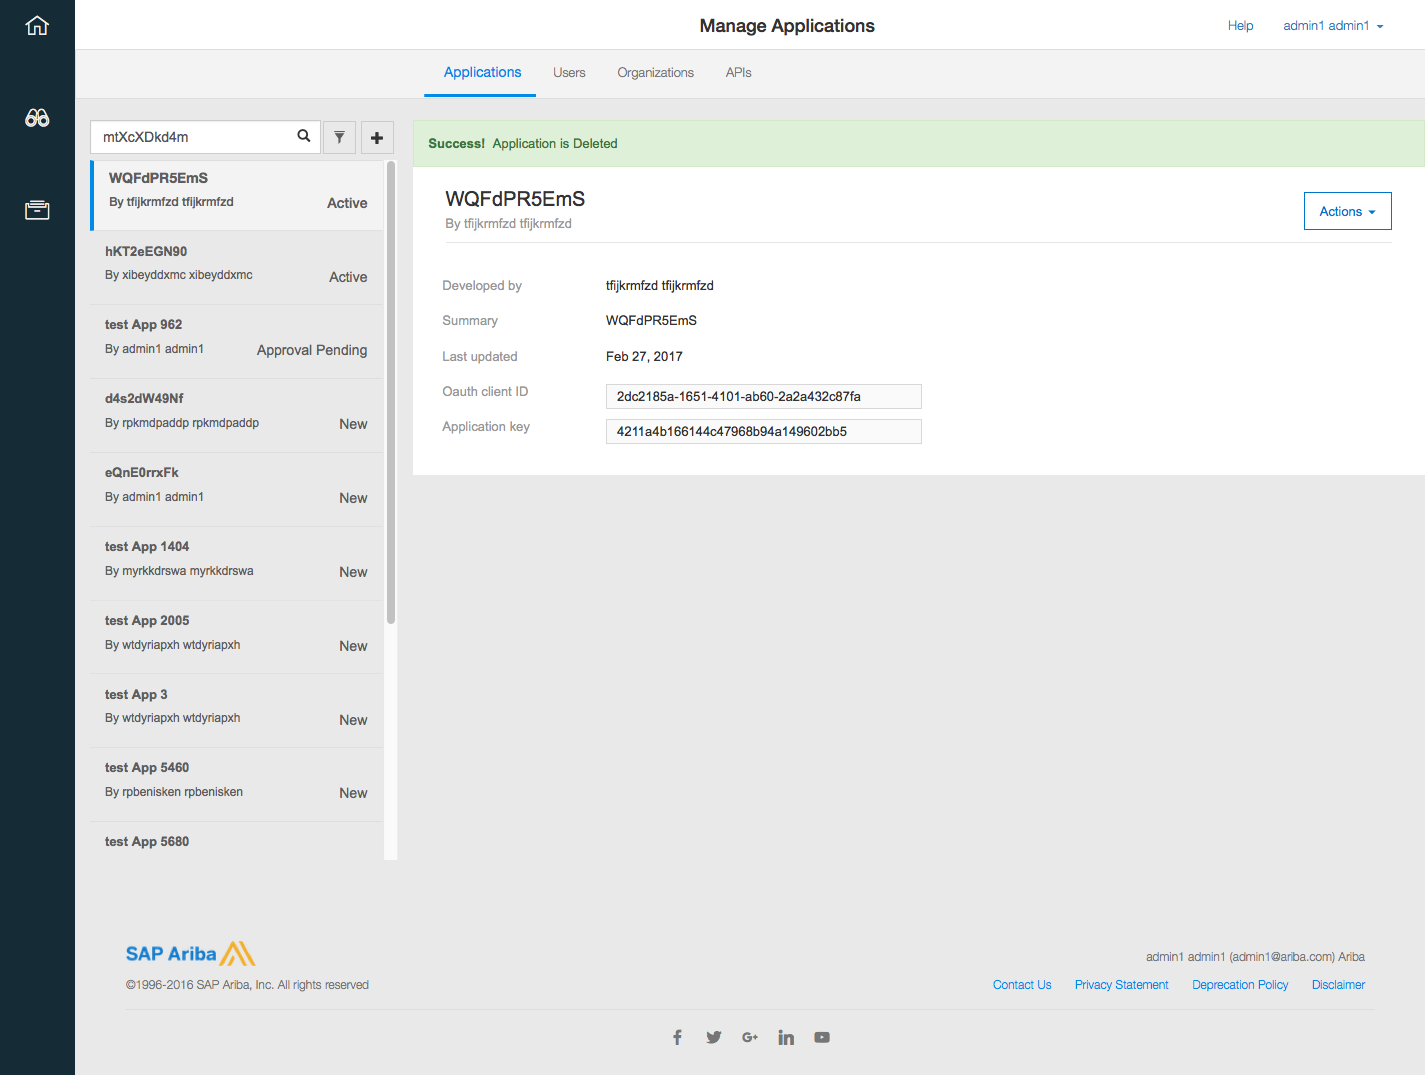 Manage Applications
Help
admin1 admin1
Applications
Users
Organizations
APIs
mtXcXDkd4m
WQFdPR5EmS
By tfijkrmfzd tfijkrmfzd
Active
hKT2eEGN90
By xibeyddxmc xibeyddxmc
Active
test App 962
By admin1 admin1
Approval Pending
d4s2dW49Nf
By rpkmdpaddp rpkmdpaddp
New
eQnE0rrxFk
By admin1 admin1
New
test App 1404
By myrkkdrswa myrkkdrswa
New
test App 2005
By wtdyriapxh wtdyriapxh
New
test App 3
By wtdyriapxh wtdyriapxh
New
test App 5460
By rpbenisken rpbenisken
New
test App 5680
Success! Application is Deleted
WQFdPR5EmS
By tfijkrmfzd tfijkrmfzd
Actions
Developed by
tfijkrmfzd tfijkrmfzd
Summary
WQFdPR5EmS
Last updated
Feb 27, 2017
Oauth client ID
2dc2185a-1651-4101-ab60-2a2a432c87fa
Application key
4211a4b166144c47968b94a149602bb5
SAP Ariba
©1996-2016 SAP Ariba, Inc. All rights reserved
admin1 admin1 (admin1@ariba.com) Ariba
Contact Us
Privacy Statement
Deprecation Policy
Disclaimer